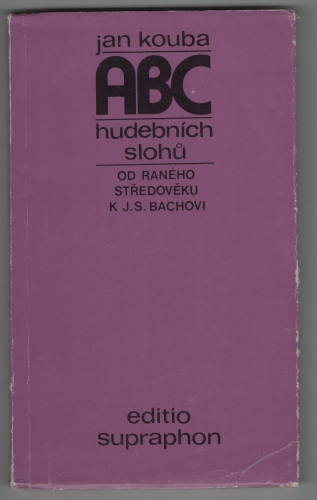 jan kouba
ABC
hudebních
slohů
OD RANÉHO
STŘEDOVĚKU
K J. S. BACHOVI
editio
supraphon